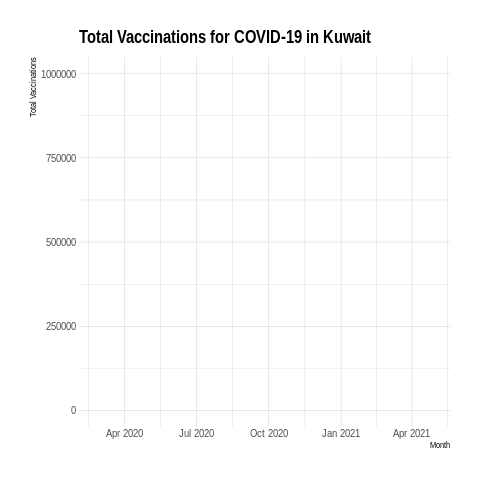 Total Vaccinations for COVID-19 in Kuwait
Total Vaccinations
1000000
750000
500000
250000
0
Apr 2020 Jul 2020 Oct 2020 Jan 2021 Apr 2021
Month